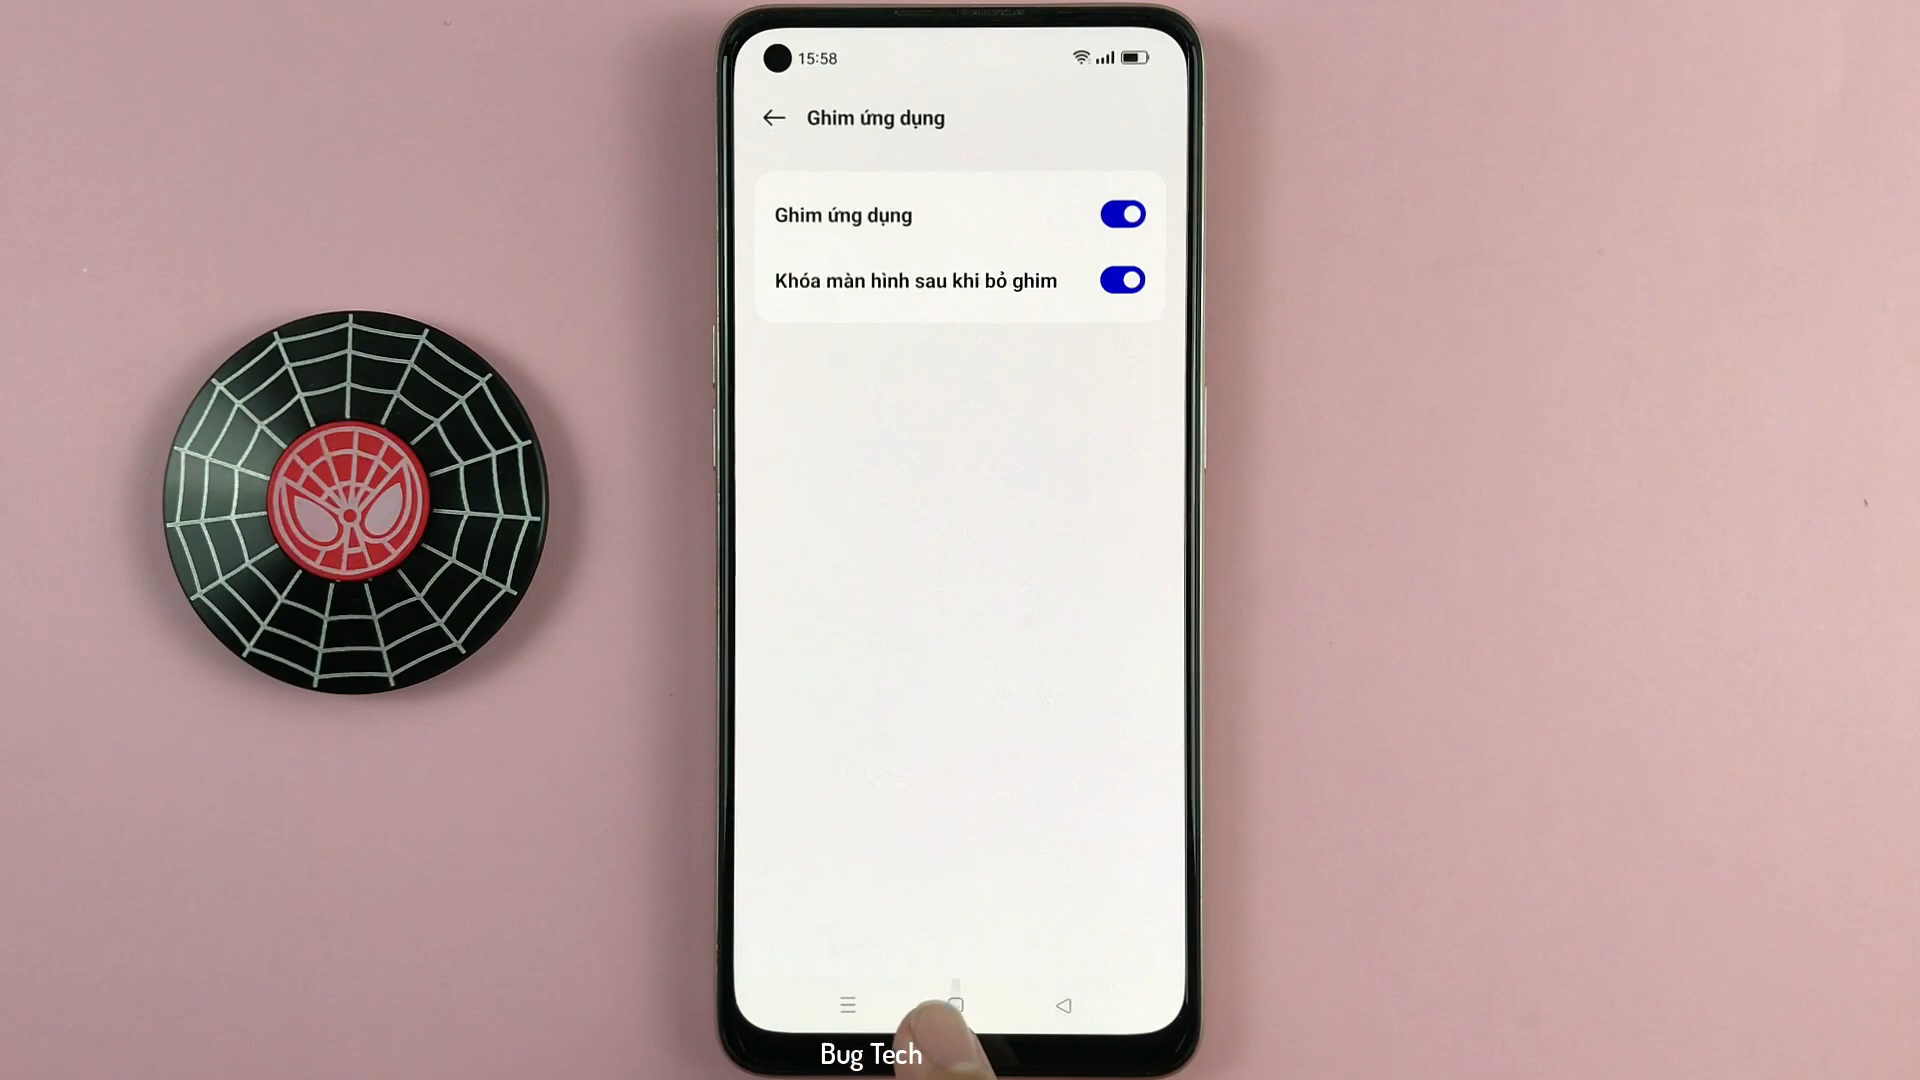 15:58
Ghim ứng dụng
Ghim ứng dụng
Khóa màn hình sau khi bỏ ghim
Bug Tech